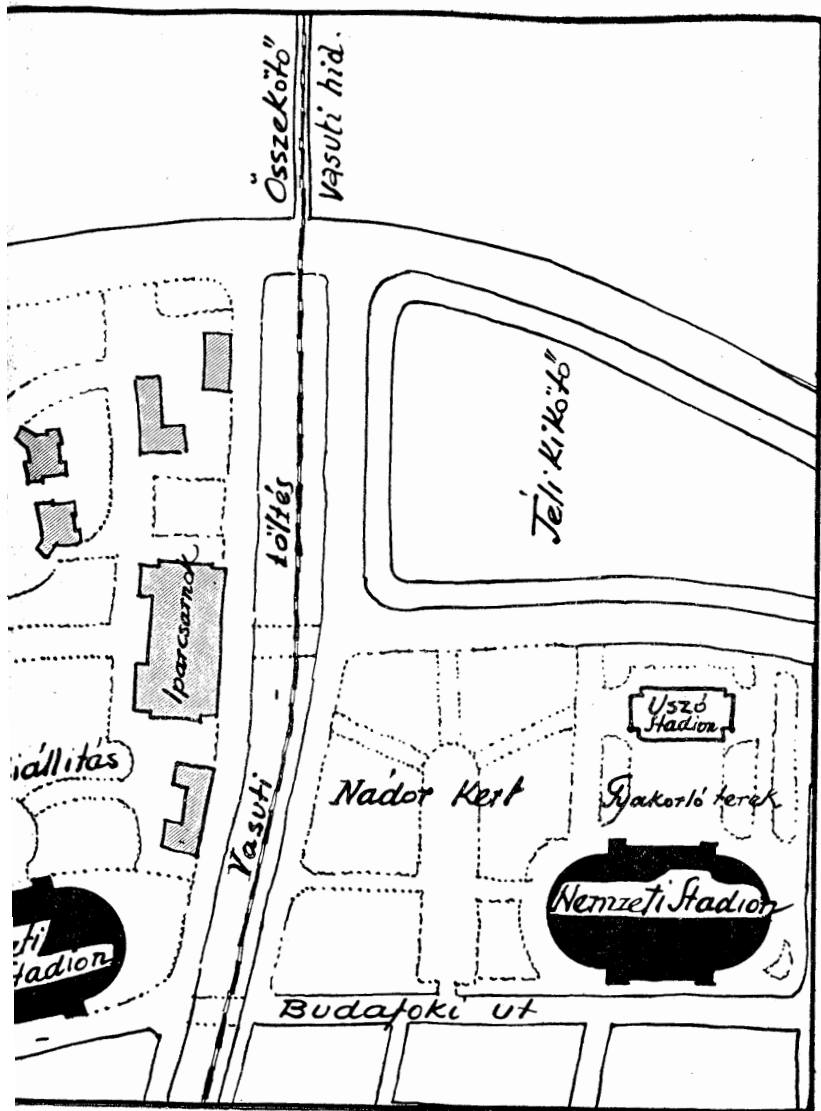 "Összekötő"
vasuti hid.
Téli Kikötő
töltés
Iparcsarnok
Uszó
Stadion
iállitás
Vasuti
Nádor Kert
Gyakorló terek
Nemzeti Stadion
eti
Stadion
Budafoki ut